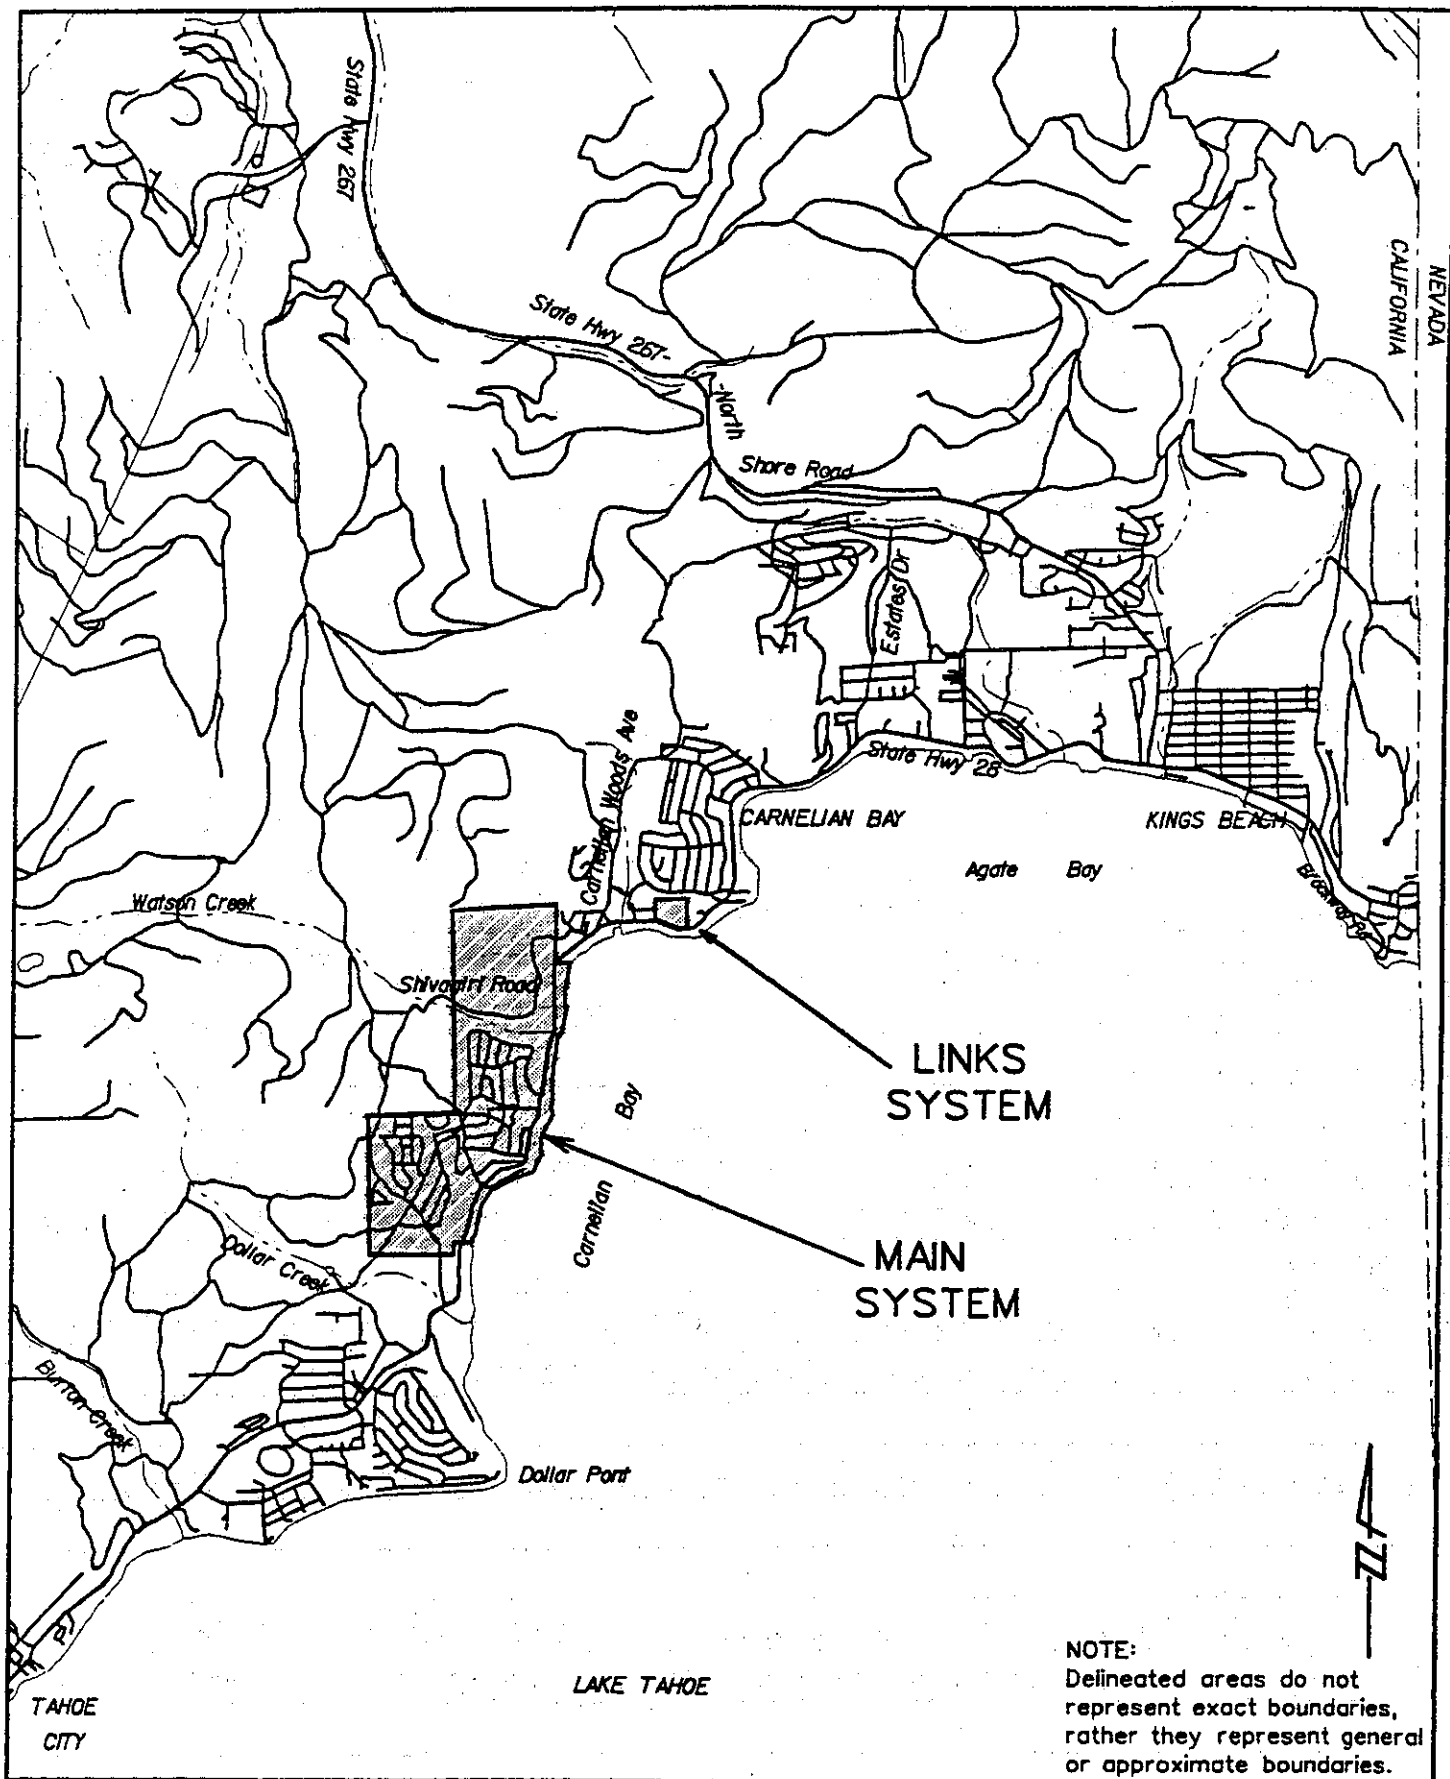 State Hwy 267
NEVADA
CALIFORNIA
State Hwy 267-
-North
Shore Road
Estates Dr
Carnelian Woods Ave
State Hwy 28
CARNELIAN BAY
KINGS BEACH
Agate Bay
Brockway Rd
Watson Creek
Shivagiri Road
LINKS
SYSTEM
Bay
Carnelian
MAIN
SYSTEM
Dollar Creek
Burton Creek
Dollar Pont
N
NOTE:
Delineated areas do not
represent exact boundaries,
rather they represent general
or approximate boundaries.
LAKE TAHOE
TAHOE
CITY